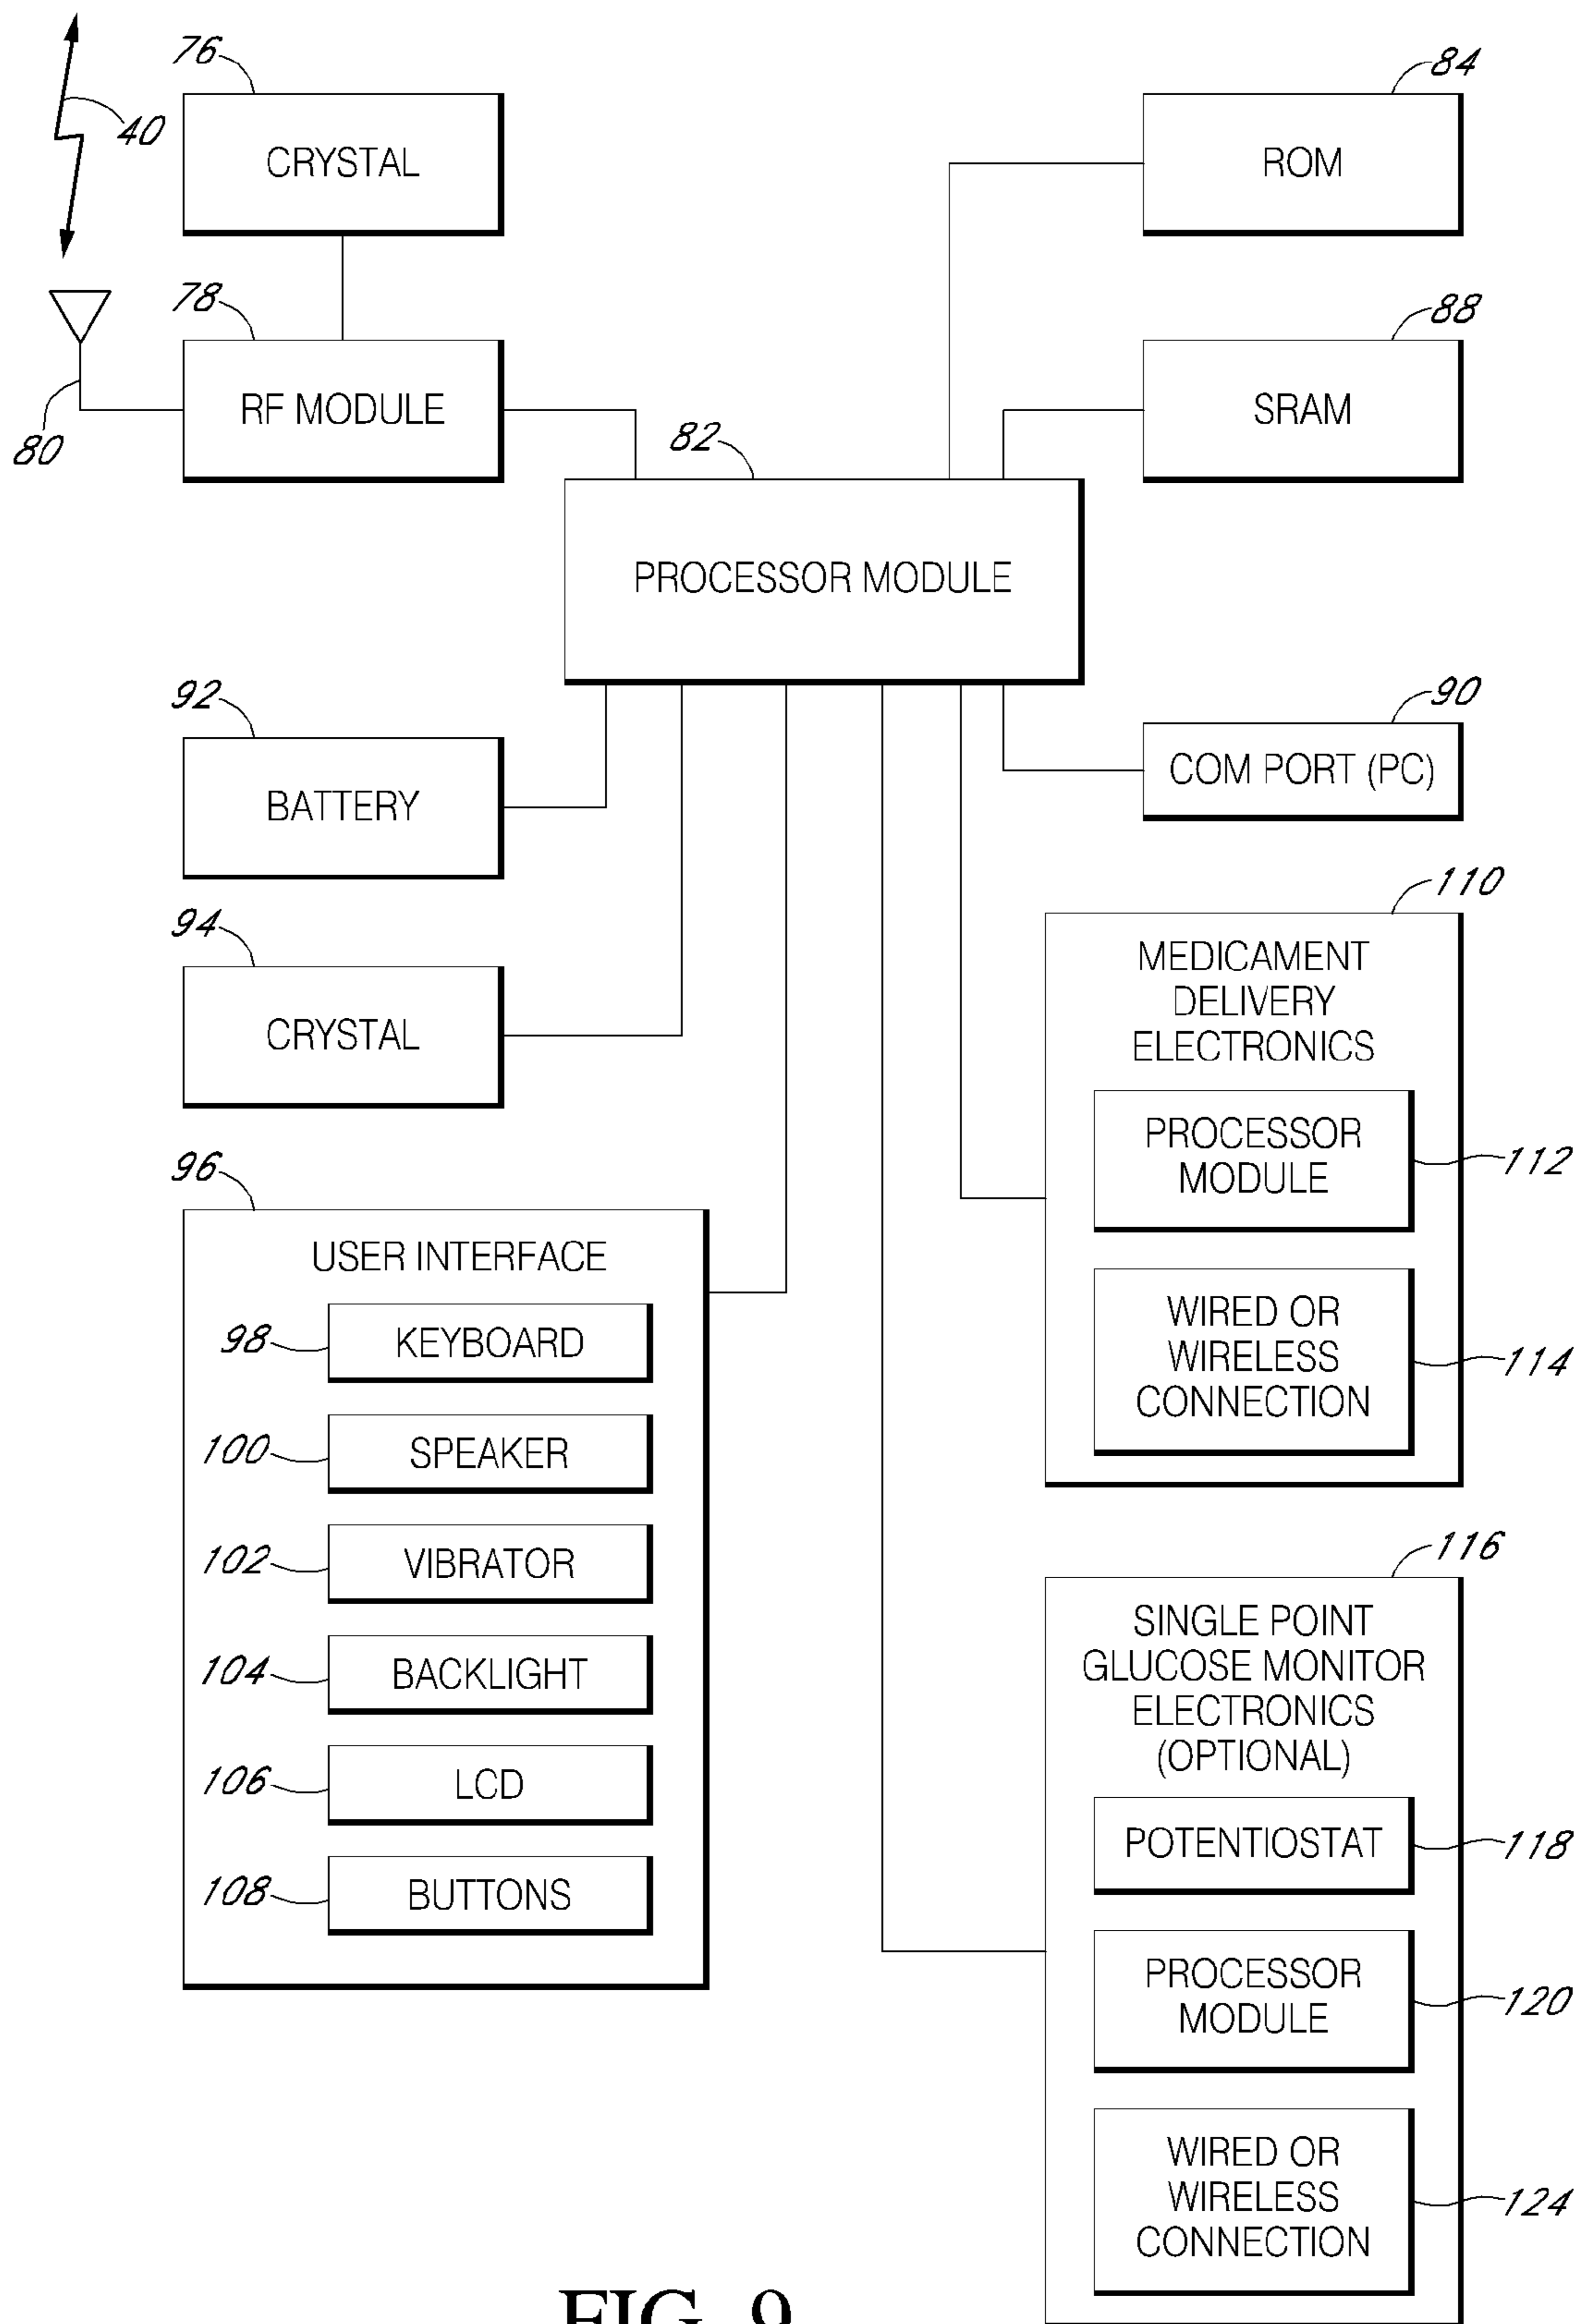 76
84
40
CRYSTAL
ROM
78
88
RF MODULE
SRAM
80
82
PROCESSOR MODULE
92
90
BATTERY
COM PORT (PC)
110
94
MEDICAMENT
DELIVERY
ELECTRONICS
CRYSTAL
PROCESSOR
MODULE
112
96
USER INTERFACE
WIRED OR
WIRELESS
CONNECTION
114
98
KEYBOARD
100
SPEAKER
102
VIBRATOR
104
BACKLIGHT
106
LCD
108
BUTTONS
116
SINGLE POINT
GLUCOSE MONITOR
ELECTRONICS
(OPTIONAL)
POTENTIOSTAT
118
PROCESSOR
MODULE
120
WIRED OR
WIRELESS
CONNECTION
124
FIG. 9